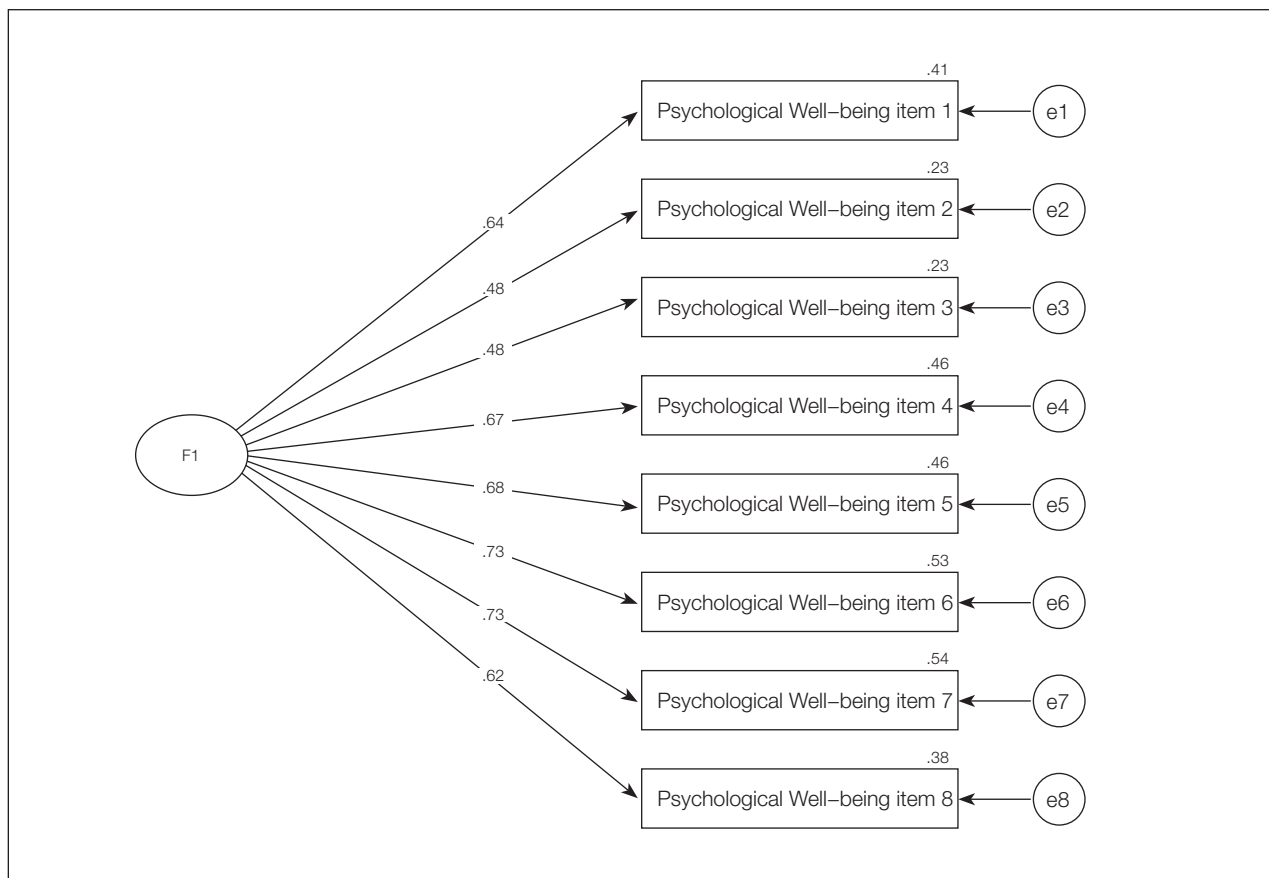 .41
Psychological Well–being item 1
e1
.23
Psychological Well–being item 2
e2
.64
.23
Psychological Well–being item 3
e3
.48
.48
.46
Psychological Well–being item 4
e4
.67
F1
.46
Psychological Well–being item 5
e5
.68
.53
Psychological Well–being item 6
e6
.73
.73
.54
Psychological Well–being item 7
e7
.62
.38
Psychological Well–being item 8
e8